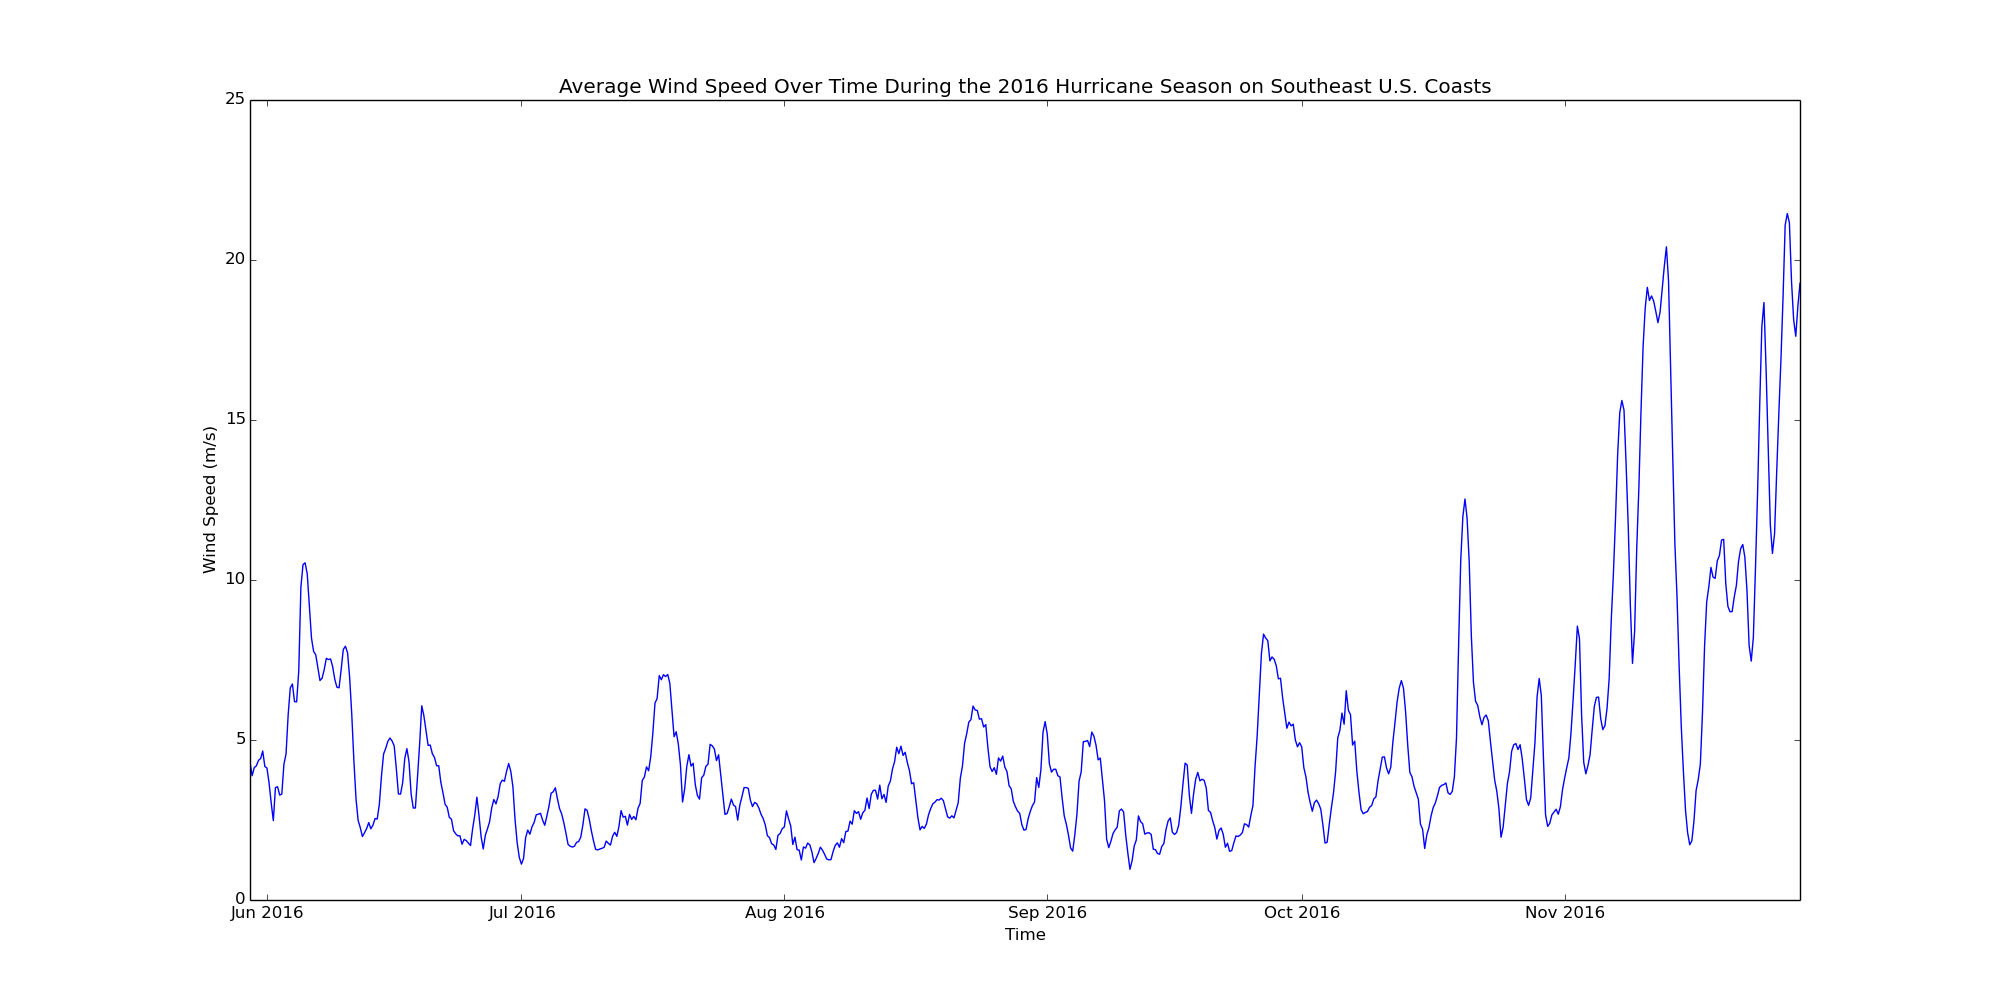 Average Wind Speed Over Time During the 2016 Hurricane Season on Southeast U.S. Coasts
25
20
15
10
5
0
Wind Speed (m/s)
Jun 2016 Jul 2016 Aug 2016 Sep 2016 Oct 2016 Nov 2016
Time